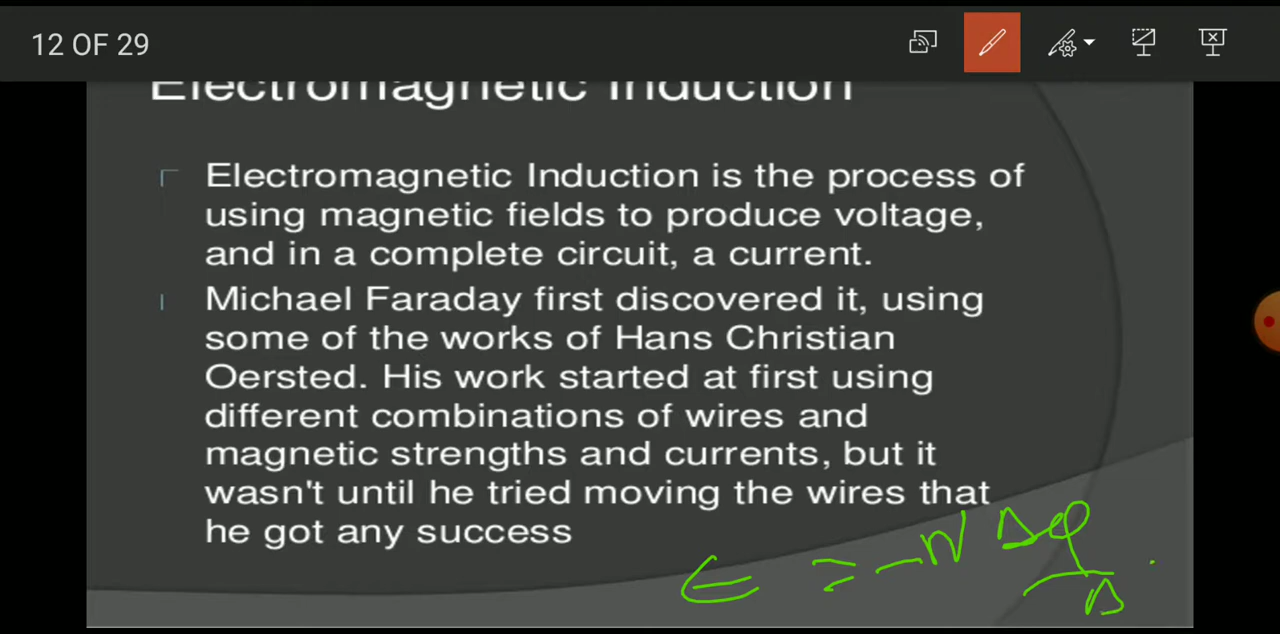 12 OF 29
Electromagnetic Induction
Electromagnetic Induction is the process of
using magnetic fields to produce voltage,
and in a complete circuit, a current.
Michael Faraday first discovered it, using
some of the works of Hans Christian
Oersted. His work started at first using
different combinations of wires and
magnetic strengths and currents, but it
wasn't until he tried moving the wires that
he got any success
ε = -N Δφ
Δ